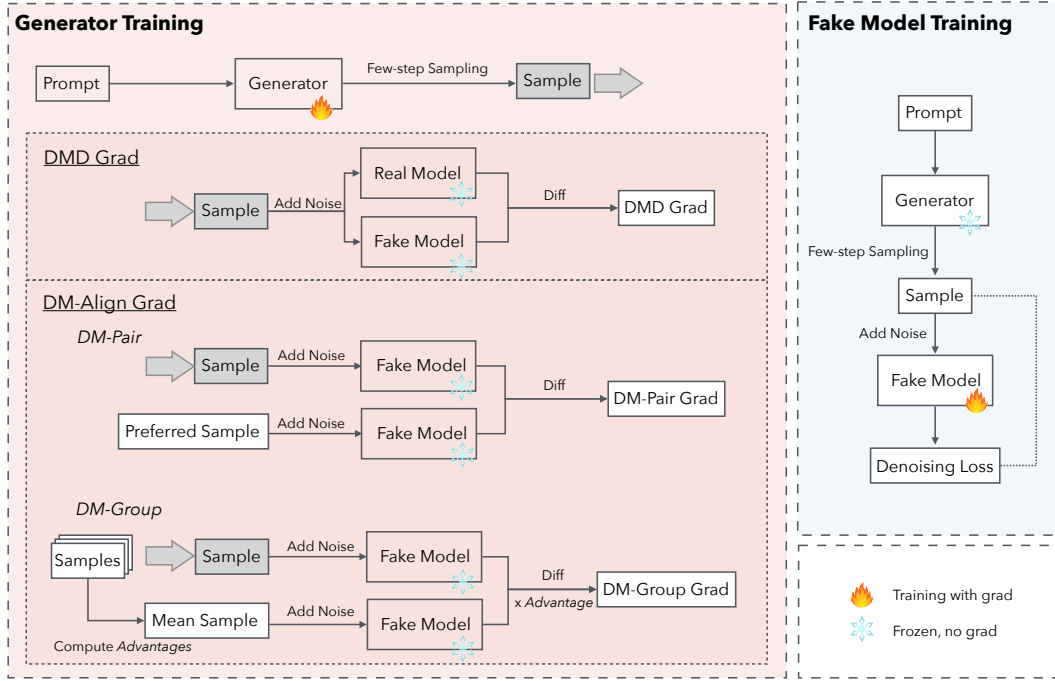 Generator Training
Prompt
Generator
Few-step Sampling
Sample
DMD Grad
Sample
Add Noise
Real Model
Fake Model
Diff
DMD Grad
DM-Align Grad
DM-Pair
Sample
Add Noise
Fake Model
Preferred Sample
Add Noise
Fake Model
Diff
DM-Pair Grad
DM-Group
Samples
Sample
Add Noise
Fake Model
Mean Sample
Add Noise
Fake Model
Compute Advantages
Diff
x Advantage
DM-Group Grad
Fake Model Training
Prompt
Generator
Few-step Sampling
Sample
Add Noise
Fake Model
Denoising Loss
Training with grad
Frozen, no grad